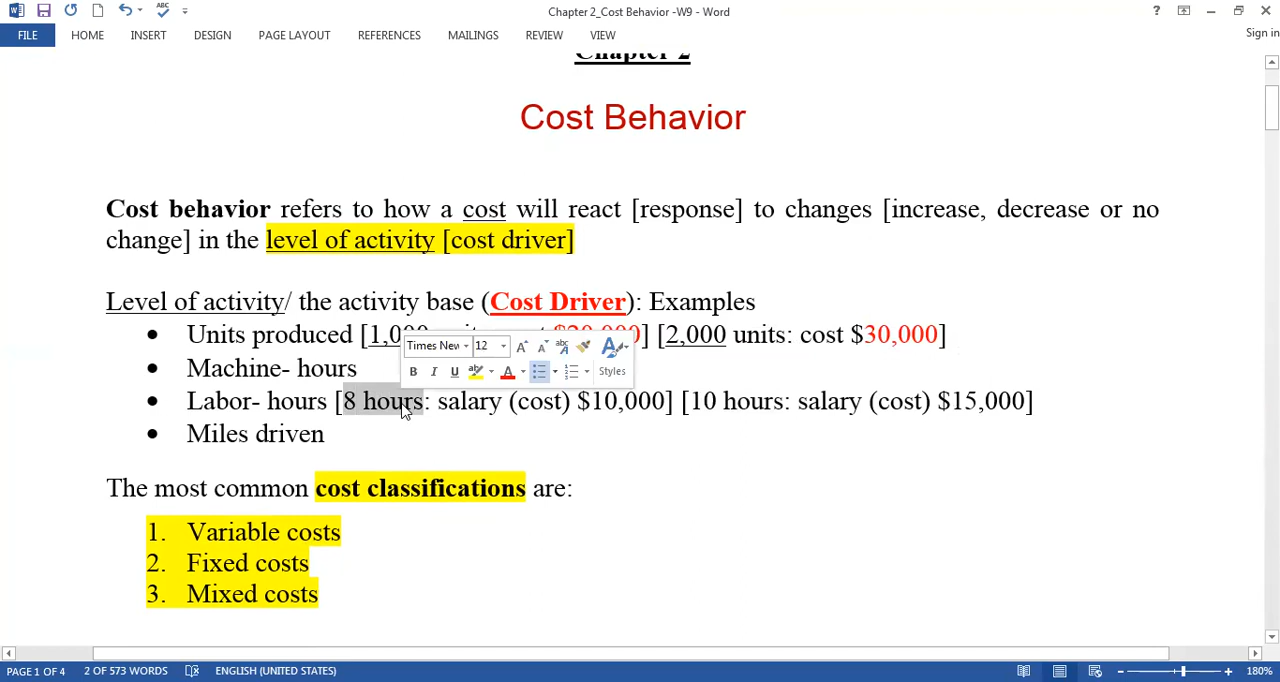 Chapter 2_Cost Behavior -W9 - Word
?
FILE HOME INSERT DESIGN PAGE LAYOUT REFERENCES MAILINGS REVIEW VIEW Sign in
Chapter 2
Cost Behavior
Cost behavior refers to how a cost will react [response] to changes [increase, decrease or no
change] in the level of activity [cost driver]
Level of activity/ the activity base (Cost Driver): Examples
• Units produced [1,000 units: cost $20,000] [2,000 units: cost $30,000]
Times New 12
Styles
• Machine- hours
• Labor- hours [8 hours: salary (cost) $10,000] [10 hours: salary (cost) $15,000]
• Miles driven
The most common cost classifications are:
1. Variable costs
2. Fixed costs
3. Mixed costs
PAGE 1 OF 4 2 OF 573 WORDS ENGLISH (UNITED STATES) 180%